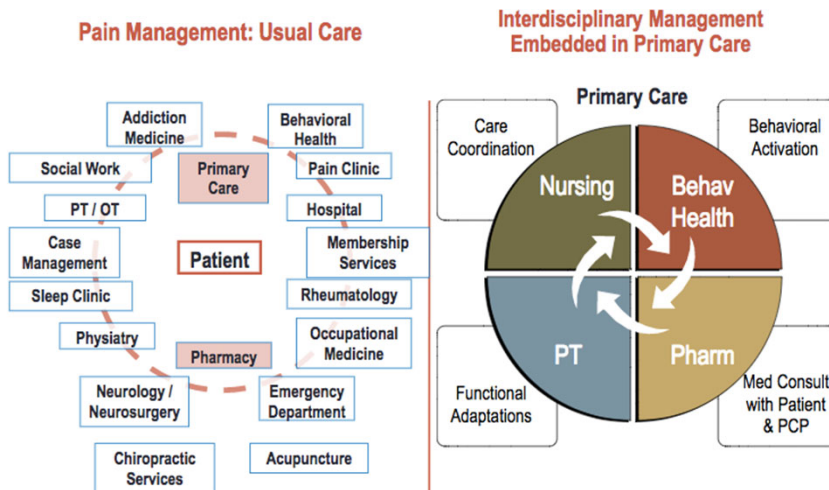 Pain Management: Usual Care
Addiction
Medicine
Behavioral
Health
Social Work
Primary
Care
Pain Clinic
PT / OT
Hospital
Case
Management
Patient
Membership
Services
Sleep Clinic
Rheumatology
Physiatry
Pharmacy
Occupational
Medicine
Neurology /
Neurosurgery
Emergency
Department
Chiropractic
Services
Acupuncture
Interdisciplinary Management
Embedded in Primary Care
Primary Care
Care
Coordination
Behavioral
Activation
Nursing
Behav
Health
PT
Pharm
Functional
Adaptations
Med Consult
with Patient
& PCP